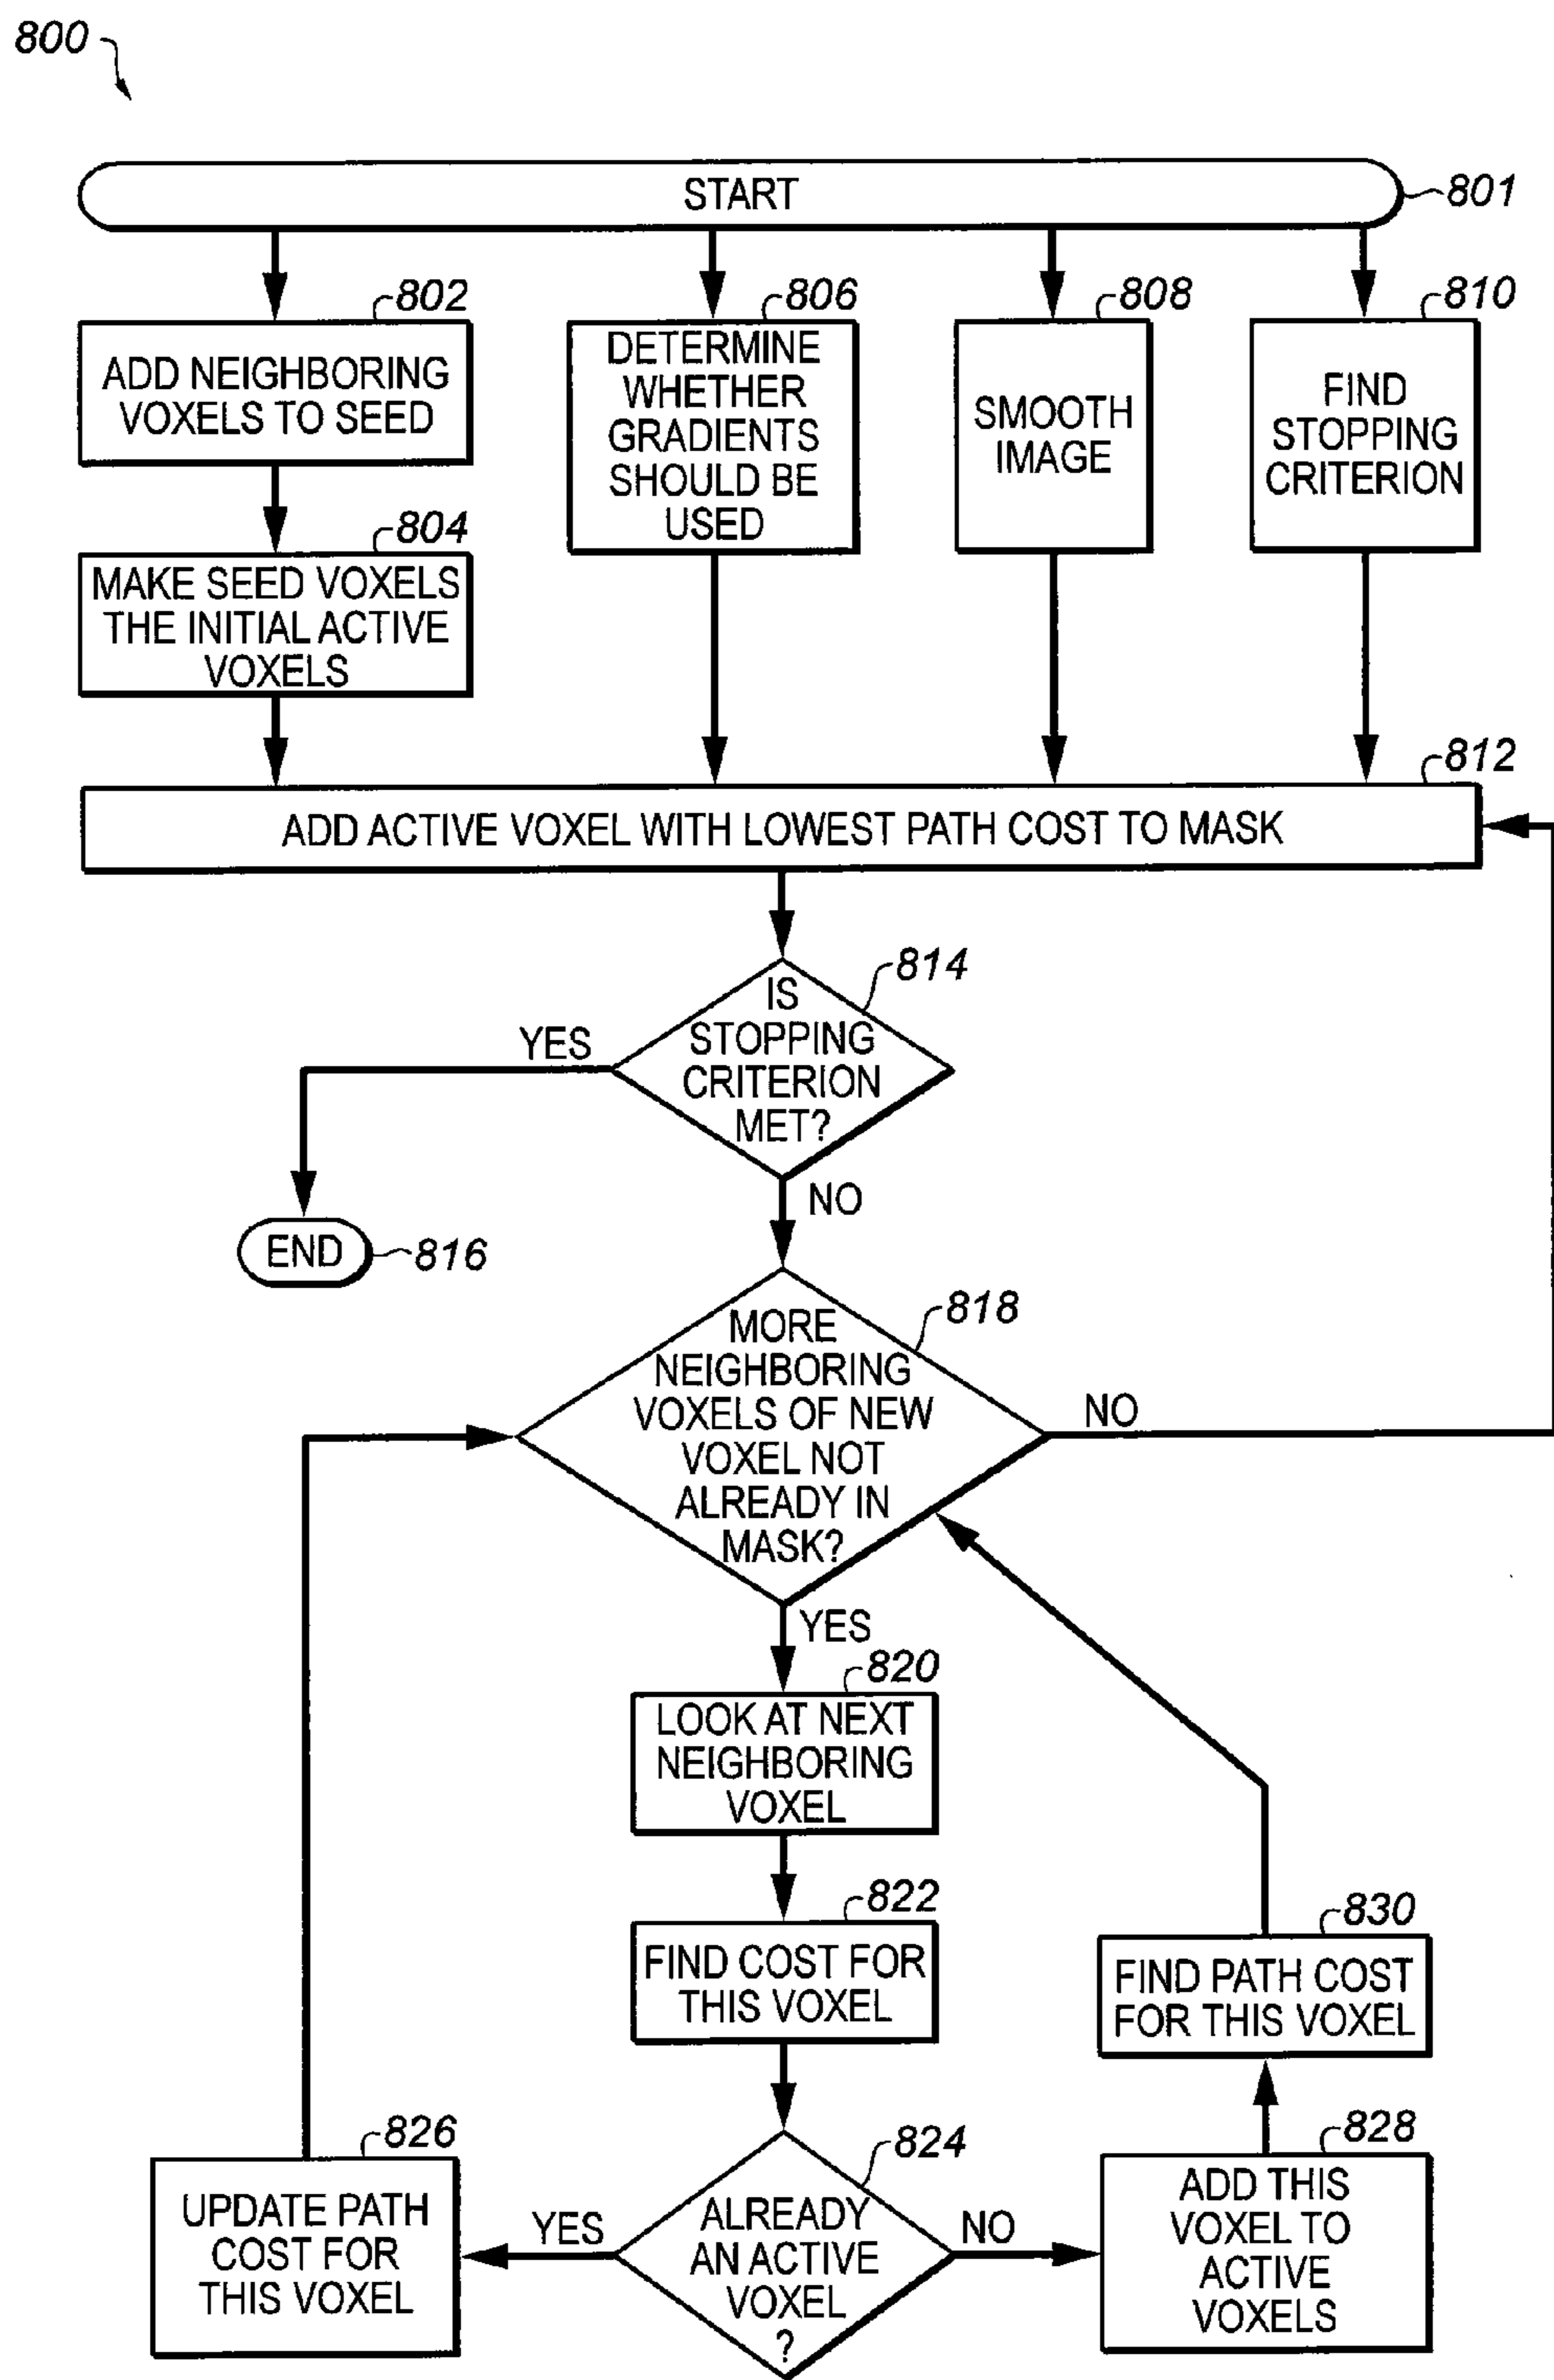 800
START
801
802
806
808
810
ADD NEIGHBORING
VOXELS TO SEED
DETERMINE
WHETHER
GRADIENTS
SHOULD BE
USED
SMOOTH
IMAGE
FIND
STOPPING
CRITERION
804
MAKE SEED VOXELS
THE INITIAL ACTIVE
VOXELS
812
ADD ACTIVE VOXEL WITH LOWEST PATH COST TO MASK
814
IS
STOPPING
CRITERION
MET?
YES
NO
END
816
818
MORE
NEIGHBORING
VOXELS OF NEW
VOXEL NOT
ALREADY IN
MASK?
NO
YES
820
LOOK AT NEXT
NEIGHBORING
VOXEL
822
FIND COST FOR
THIS VOXEL
830
FIND PATH COST
FOR THIS VOXEL
826
UPDATE PATH
COST FOR
THIS VOXEL
824
YES
ALREADY
AN ACTIVE
VOXEL
?
NO
828
ADD THIS
VOXEL TO
ACTIVE
VOXELS